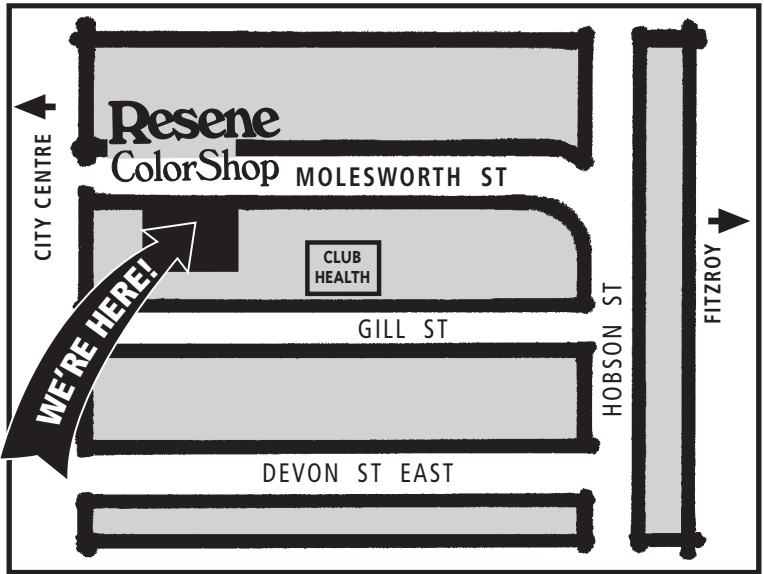 Resene
ColorShop
MOLESWORTH ST
CITY CENTRE
WE'RE HERE!
CLUB
HEALTH
GILL ST
HOBSON ST
FITZROY
DEVON ST EAST